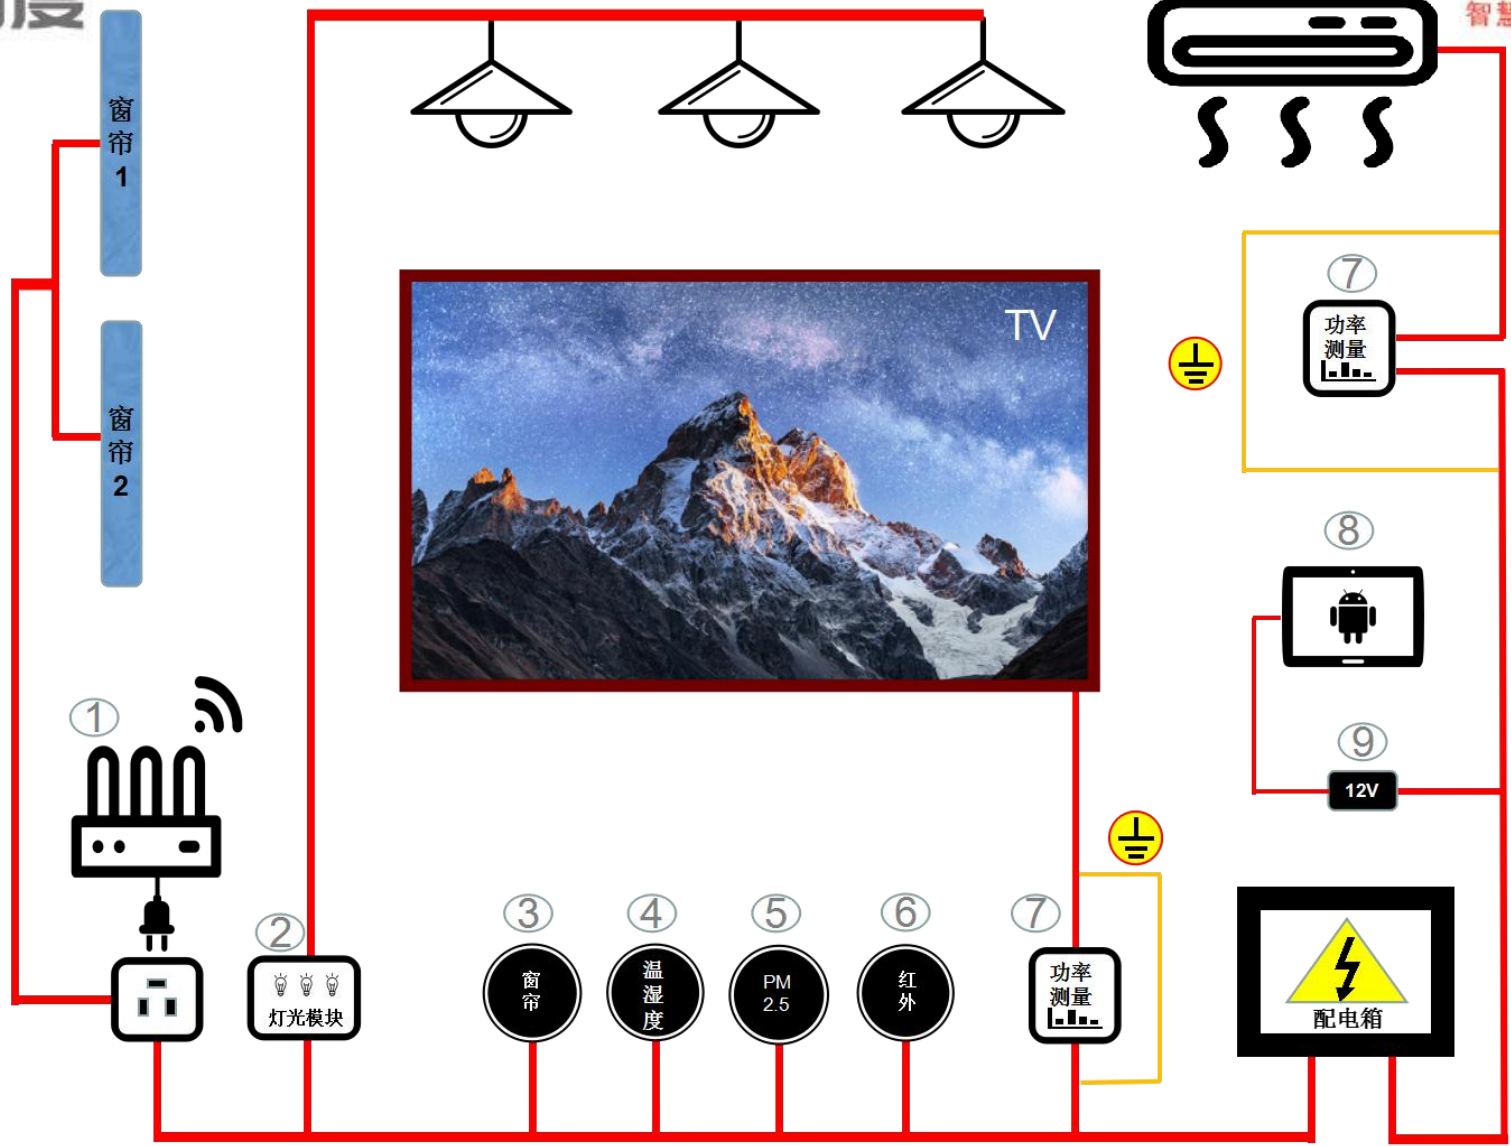 智慧
窗
帘
1
TV
⑦
功率
测量
窗
帘
2
⑧
⑨
12V
①
②
灯光模块
③
窗
帘
④
温
湿
度
⑤
PM
2.5
⑥
红
外
⑦
功率
测量
配电箱